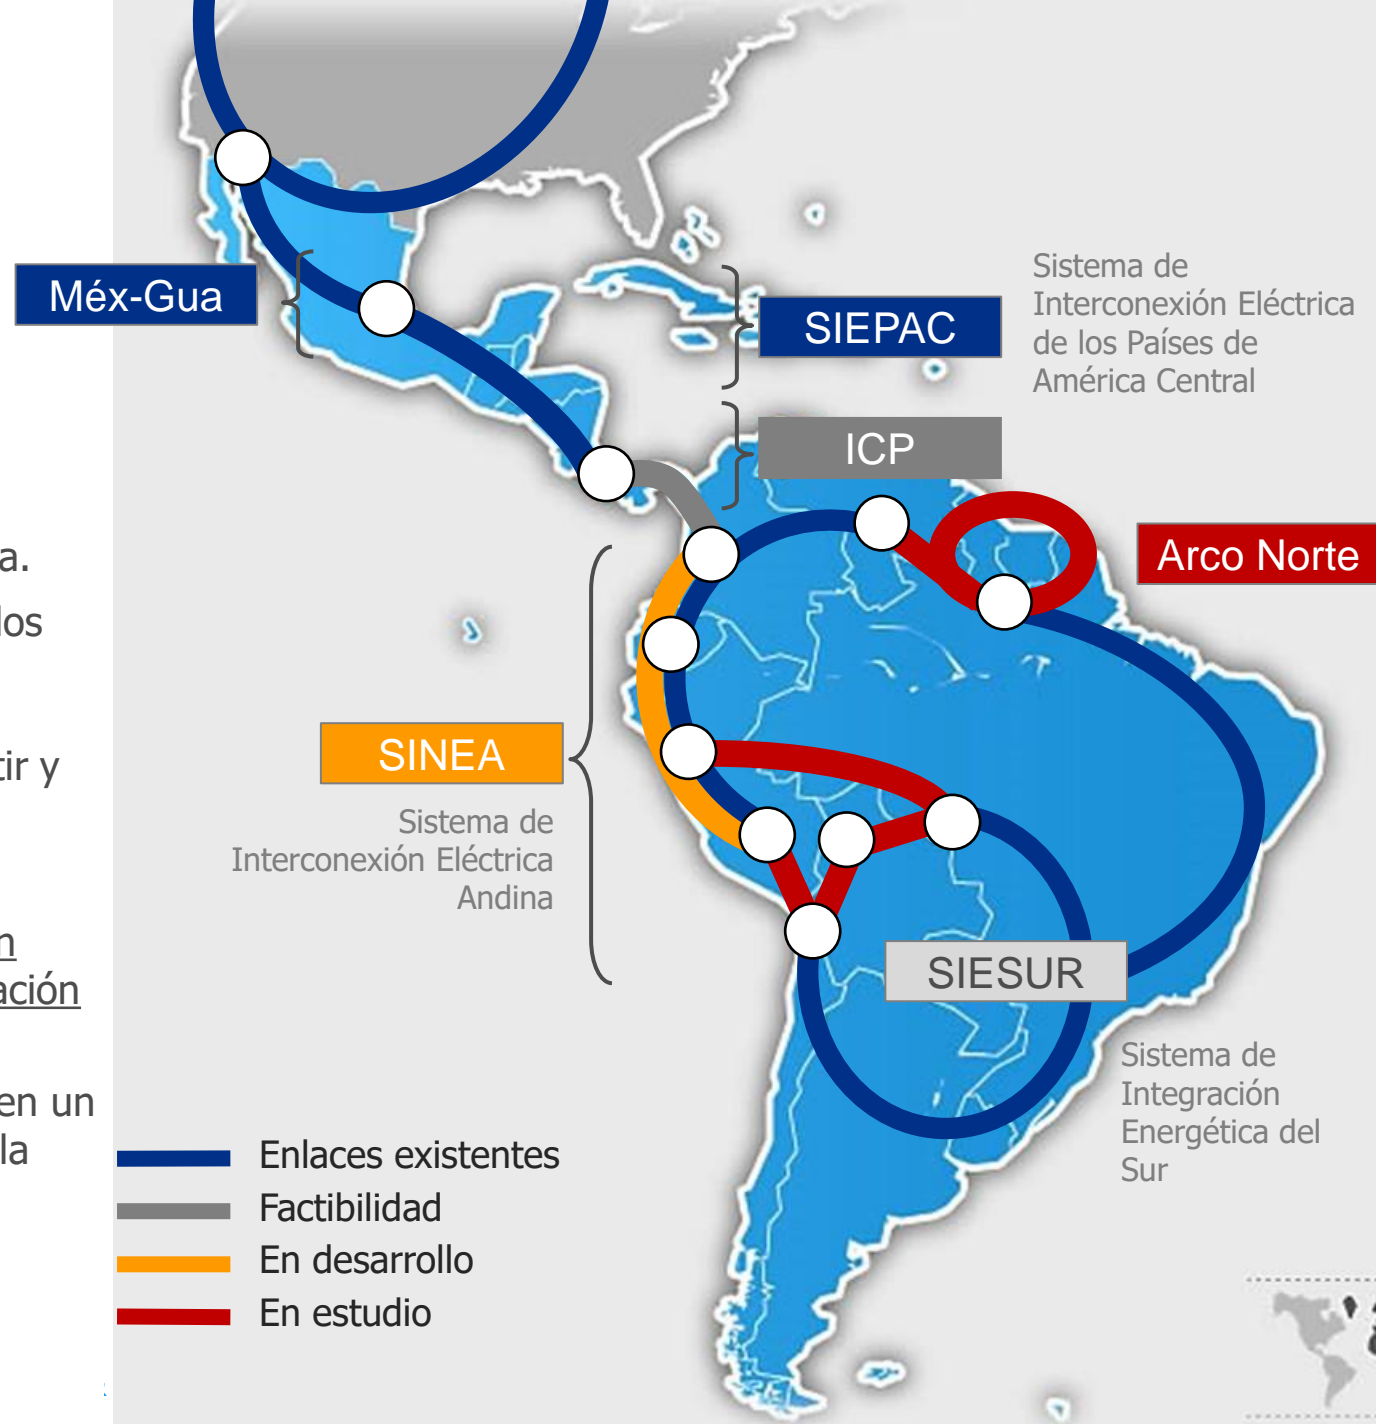 a.
los
tir y
n
ación
en un
la
Méx-Gua
SIEPAC
Sistema de
Interconexión Eléctrica
de los Países de
América Central
ICP
Arco Norte
SINEA
Sistema de
Interconexión Eléctrica
Andina
SIESUR
Sistema de
Integración
Energética del
Sur
Enlaces existentes
Factibilidad
En desarrollo
En estudio